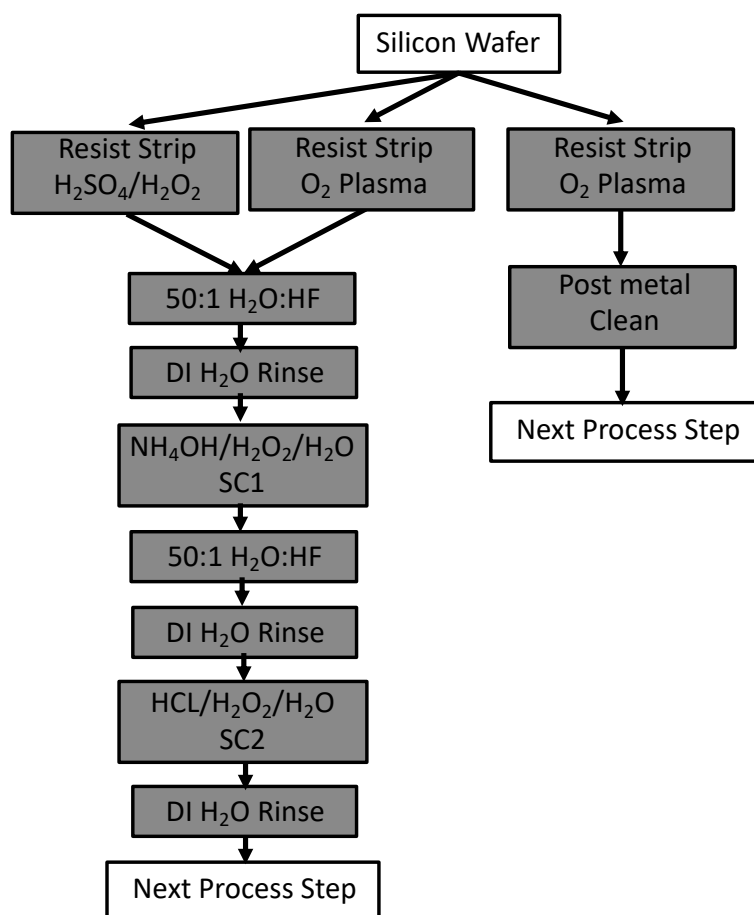 Silicon Wafer
Resist Strip
H₂SO₄/H₂O₂
Resist Strip
O₂ Plasma
Resist Strip
O₂ Plasma
50:1 H₂O:HF
Post metal
Clean
DI H₂O Rinse
Next Process Step
NH₄OH/H₂O₂/H₂O
SC1
50:1 H₂O:HF
DI H₂O Rinse
HCL/H₂O₂/H₂O
SC2
DI H₂O Rinse
Next Process Step